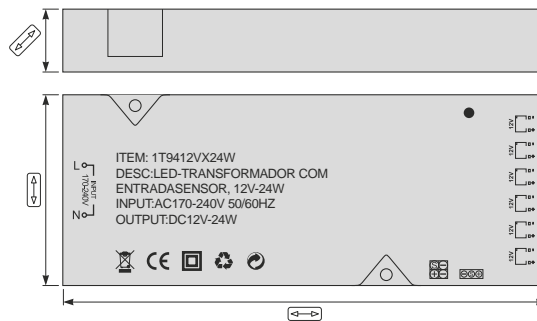 ITEM: 1T9412VX24W
DESC:LED-TRANSFORMADOR COM
ENTRADASENSOR, 12V-24W
INPUT:AC170-240V 50/60HZ
OUTPUT:DC12V-24W
L
INPUT
170-240V
N
CE
12V
12V
12V
12V
12V
12V
S